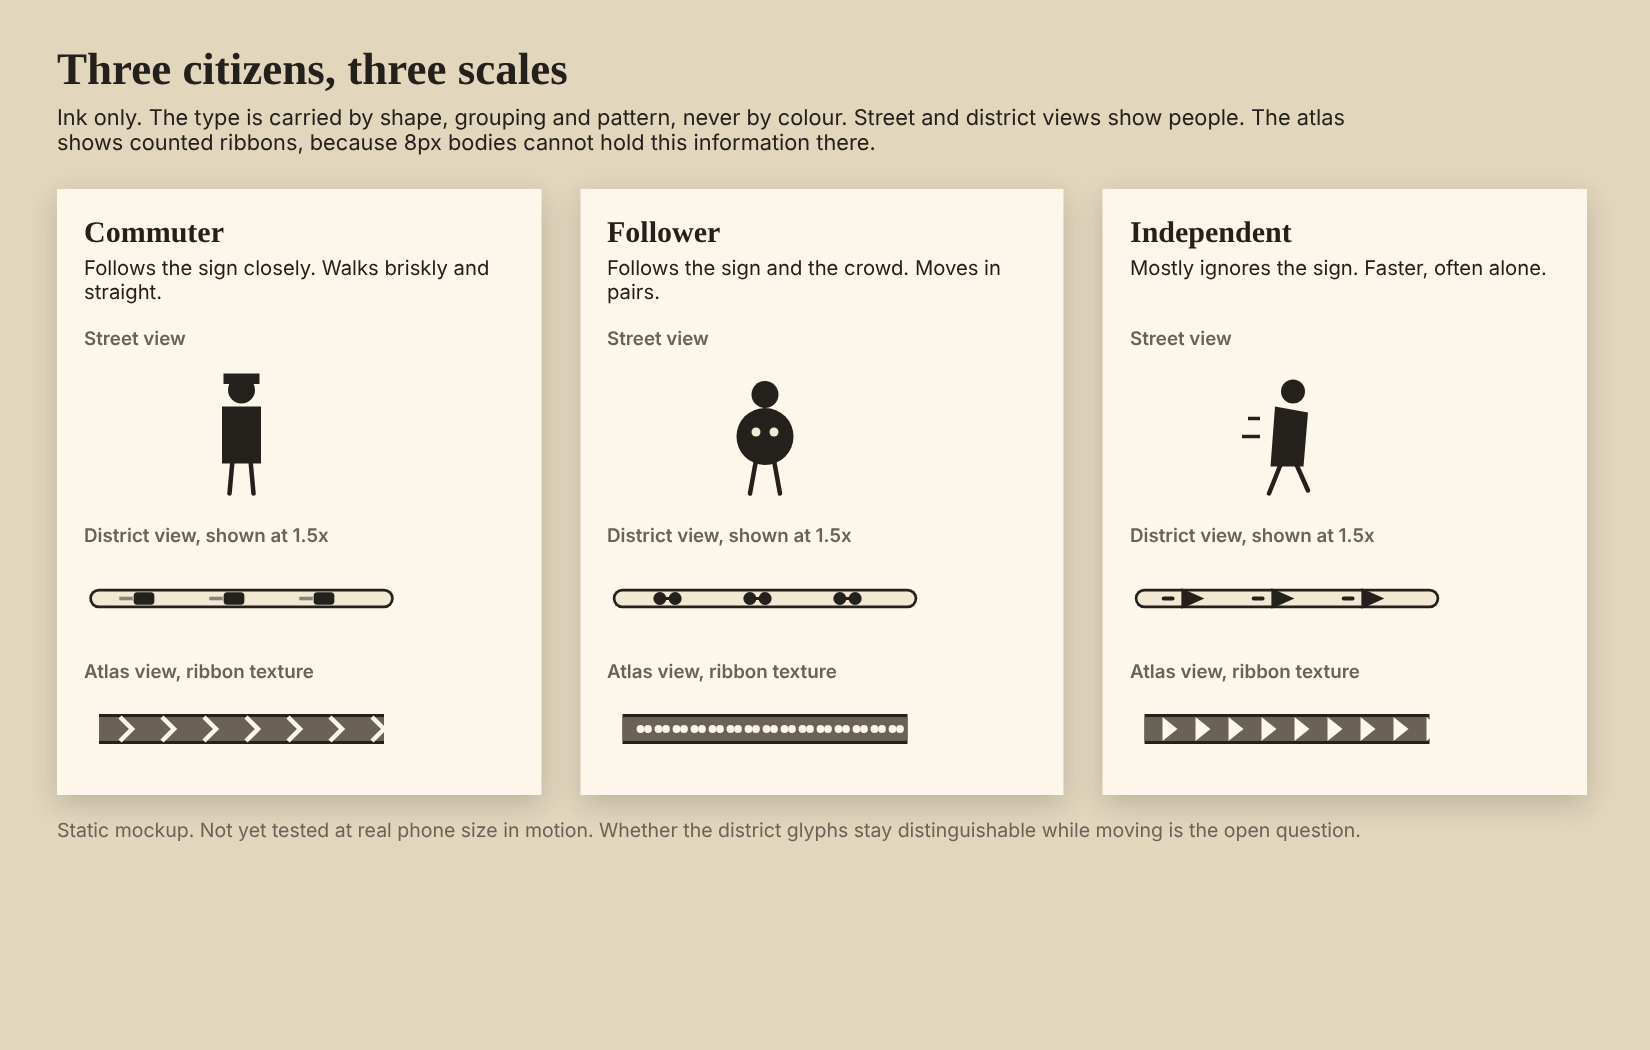 Three citizens, three scales
Ink only. The type is carried by shape, grouping and pattern, never by colour. Street and district views show people. The atlas
shows counted ribbons, because 8px bodies cannot hold this information there.
Commuter
Follows the sign closely. Walks briskly and
straight.
Street view
District view, shown at 1.5x
Atlas view, ribbon texture
Follower
Follows the sign and the crowd. Moves in
pairs.
Street view
District view, shown at 1.5x
Atlas view, ribbon texture
Independent
Mostly ignores the sign. Faster, often alone.
Street view
District view, shown at 1.5x
Atlas view, ribbon texture
Static mockup. Not yet tested at real phone size in motion. Whether the district glyphs stay distinguishable while moving is the open question.